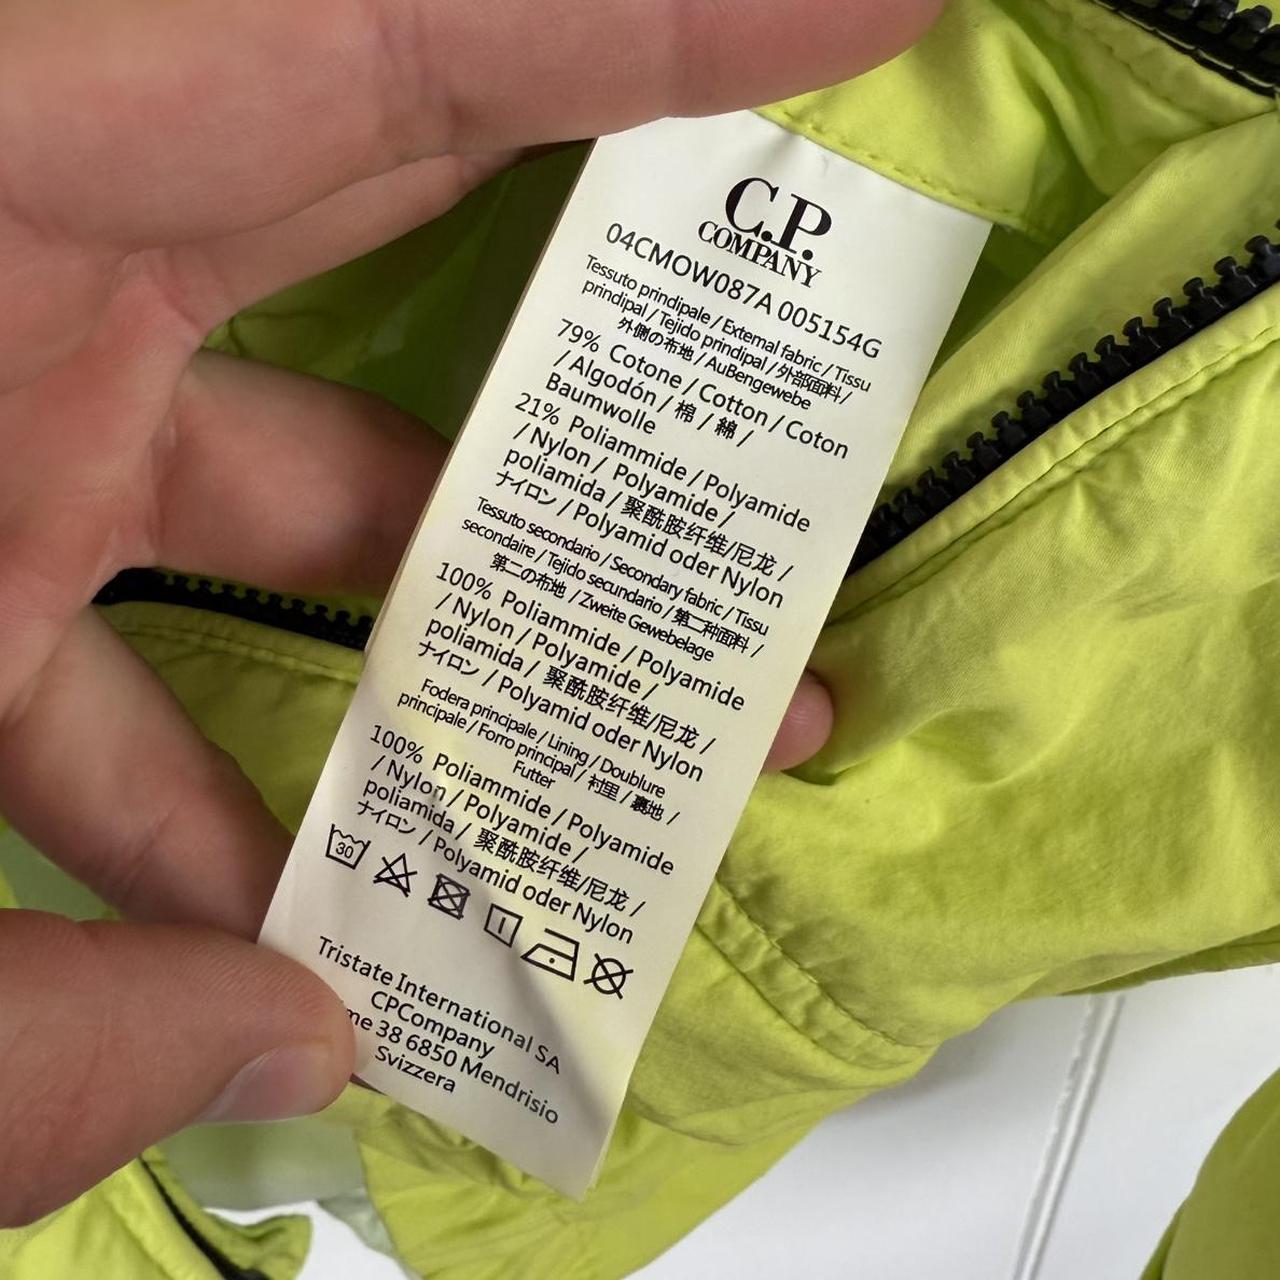 C.P.
COMPANY
04CMOW087A 005154G
Tessuto prindipale / External fabric / Tissu
prindipal / Tejido prindipal / 外部面料 /
外側の布地 / Außengewebe
79% Cotone / Cotton / Coton
/ Algodón / 棉 / 綿 /
Baumwolle
21% Poliammide / Polyamide
/ Nylon / Polyamide /
poliamida / 聚酰胺纤维/尼龙 /
ナイロン / Polyamid oder Nylon
Tessuto secondario / Secondary fabric / Tissu
secondaire / Tejido secundario / 第二种面料 /
第二の布地 / Zweite Gewebelage
100% Poliammide / Polyamide
/ Nylon / Polyamide /
poliamida / 聚酰胺纤维/尼龙 /
ナイロン / Polyamid oder Nylon
Fodera principale / Lining / Doublure
principale / Forro principal / 衬里 / 裏地 /
Futter
100% Poliammide / Polyamide
/ Nylon / Polyamide /
poliamida / 聚酰胺纤维/尼龙 /
ナイロン / Polyamid oder Nylon
30
Tristate International SA
CPCompany
me 38 6850 Mendrisio
Svizzera